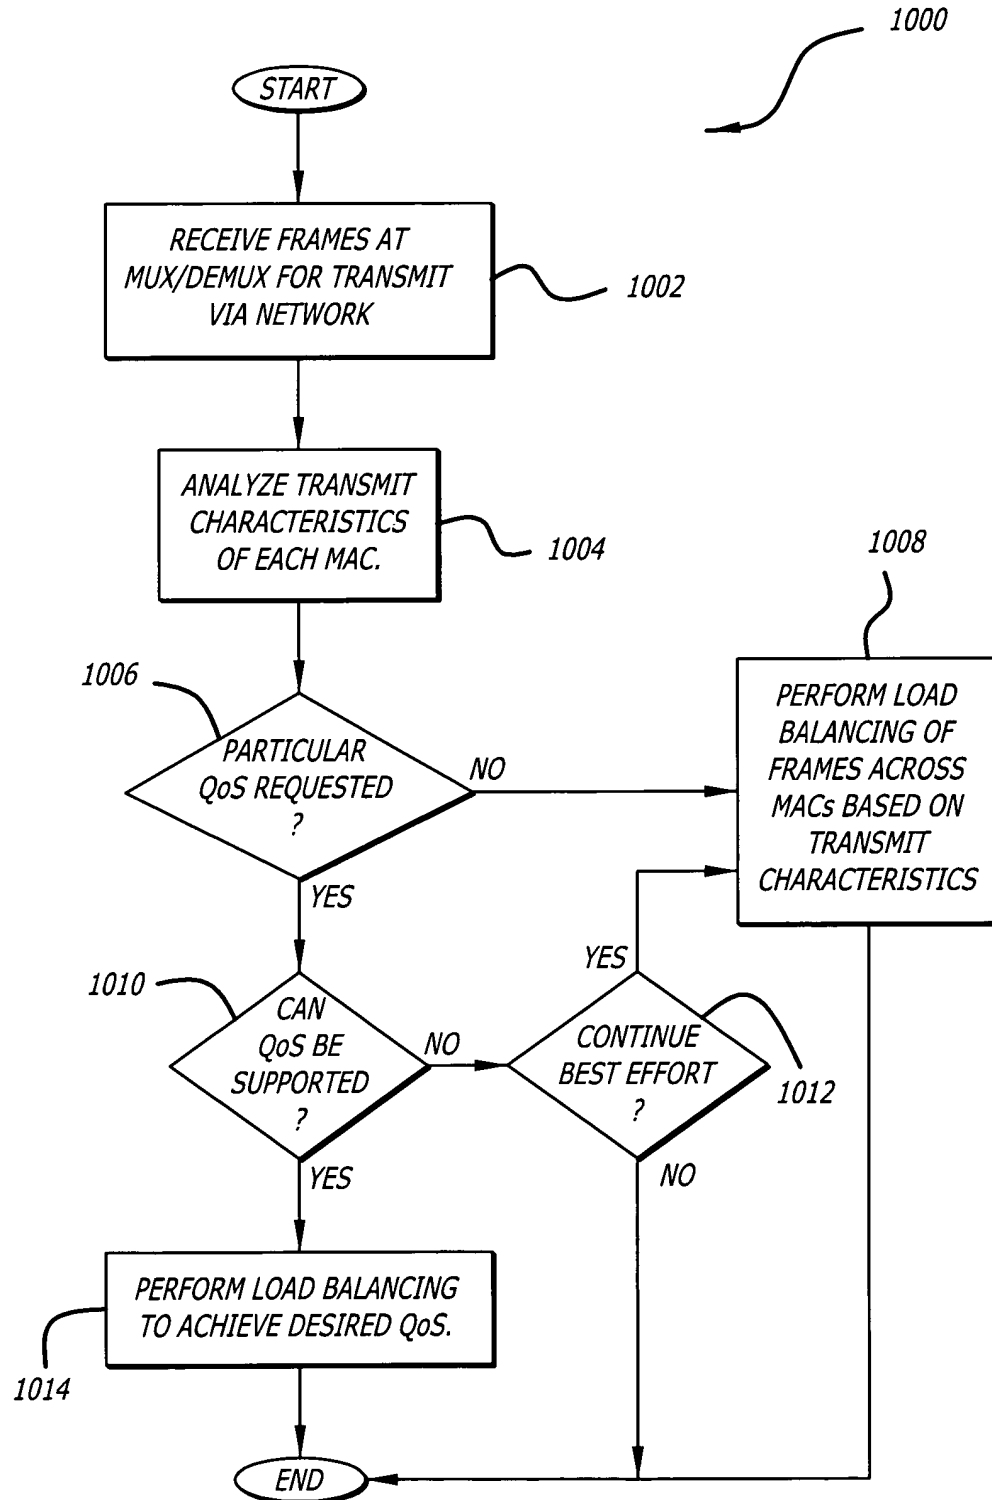 1000
START
RECEIVE FRAMES AT
MUX/DEMUX FOR TRANSMIT
VIA NETWORK
1002
ANALYZE TRANSMIT
CHARACTERISTICS
OF EACH MAC.
1004
1006
PARTICULAR
QoS REQUESTED
?
NO
YES
1008
PERFORM LOAD
BALANCING OF
FRAMES ACROSS
MACs BASED ON
TRANSMIT
CHARACTERISTICS
1010
CAN
QoS BE
SUPPORTED
?
NO
YES
YES
CONTINUE
BEST EFFORT
?
1012
NO
PERFORM LOAD BALANCING
TO ACHIEVE DESIRED QoS.
1014
END